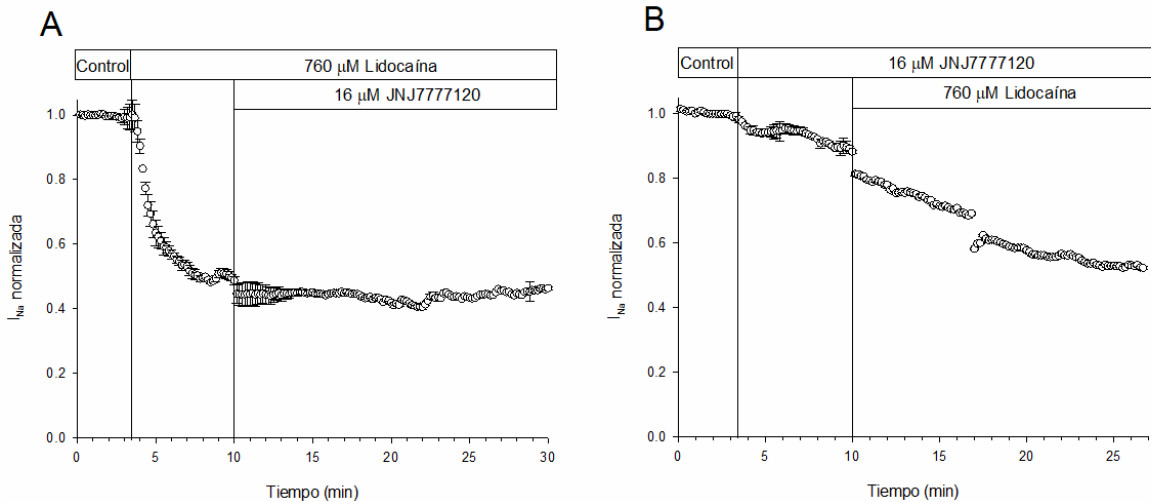 A
Control
760 μM Lidocaína
16 μM JNJ7777120
I Na normalizada
1.0
0.8
0.6
0.4
0.2
0.0
0 5 10 15 20 25 30
Tiempo (min)
B
Control
16 μM JNJ7777120
760 μM Lidocaína
I Na normalizada
1.0
0.8
0.6
0.4
0.2
0.0
0 5 10 15 20 25
Tiempo (min)